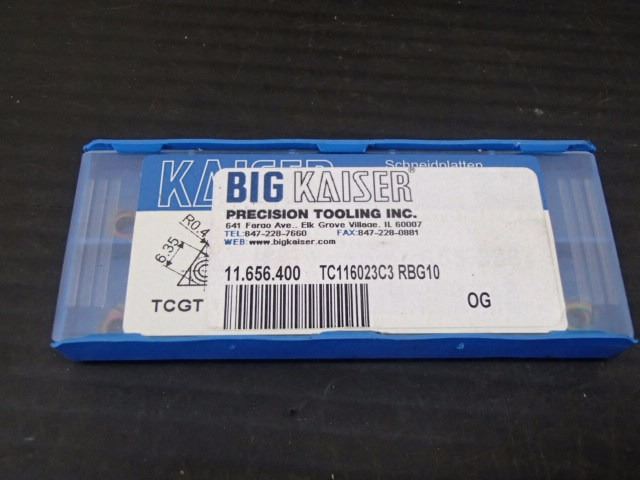 KAISER Schneidplatten
BIG KAISER®
PRECISION TOOLING INC.
641 Fargo Ave., Elk Grove Village, IL 60007
TEL:847-228-7660 FAX:847-228-0881
WEB:www.bigkaiser.com
R0.4
6.35
11.656.400 TC116023C3 RBG10
TCGT
OG